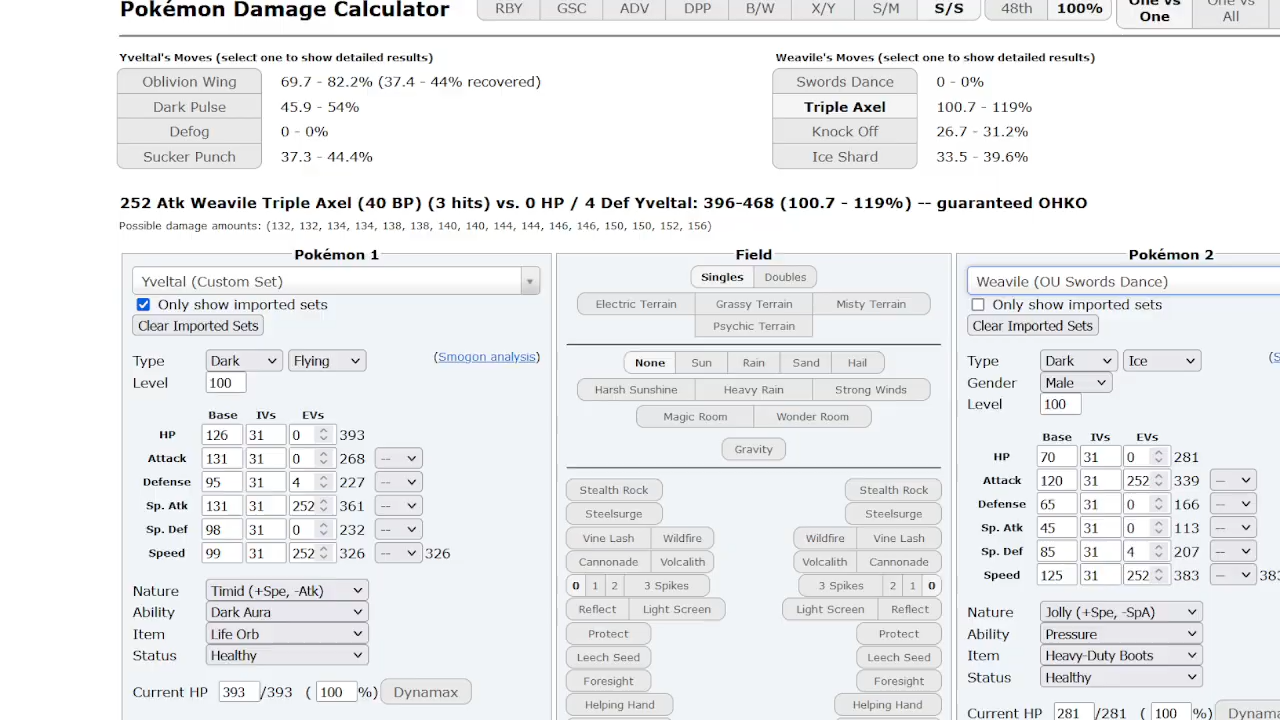 Pokémon Damage Calculator RBY GSC ADV DPP B/W X/Y S/M S/S 48th 100% One vs One One vs All
Yveltal's Moves (select one to show detailed results) Weavile's Moves (select one to show detailed results)
Oblivion Wing 69.7 - 82.2% (37.4 - 44% recovered) Swords Dance 0 - 0%
Dark Pulse 45.9 - 54% Triple Axel 100.7 - 119%
Defog 0 - 0% Knock Off 26.7 - 31.2%
Sucker Punch 37.3 - 44.4% Ice Shard 33.5 - 39.6%
252 Atk Weavile Triple Axel (40 BP) (3 hits) vs. 0 HP / 4 Def Yveltal: 396-468 (100.7 - 119%) -- guaranteed OHKO
Possible damage amounts: (132, 132, 134, 134, 138, 138, 140, 140, 144, 144, 146, 146, 150, 150, 152, 156)
Pokémon 1
Yveltal (Custom Set)
Only show imported sets
Clear Imported Sets
Type Dark Flying (Smogon analysis)
Level 100
Base IVs EVs
HP 126 31 0 393
Attack 131 31 0 268 --
Defense 95 31 4 227 --
Sp. Atk 131 31 252 361 --
Sp. Def 98 31 0 232 --
Speed 99 31 252 326 -- 326
Nature Timid (+Spe, -Atk)
Ability Dark Aura
Item Life Orb
Status Healthy
Current HP 393 /393 ( 100 %) Dynamax
Field
Singles Doubles
Electric Terrain Grassy Terrain Misty Terrain
Psychic Terrain
None Sun Rain Sand Hail
Harsh Sunshine Heavy Rain Strong Winds
Magic Room Wonder Room
Gravity
Stealth Rock Stealth Rock
Steelsurge Steelsurge
Vine Lash Wildfire Wildfire Vine Lash
Cannonade Volcalith Volcalith Cannonade
0 1 2 3 Spikes 3 Spikes 2 1 0
Reflect Light Screen Light Screen Reflect
Protect Protect
Leech Seed Leech Seed
Foresight Foresight
Helping Hand Helping Hand
Pokémon 2
Weavile (OU Swords Dance)
Only show imported sets
Clear Imported Sets
Type Dark Ice (S
Gender Male
Level 100
Base IVs EVs
HP 70 31 0 281
Attack 120 31 252 339 --
Defense 65 31 0 166 --
Sp. Atk 45 31 0 113 --
Sp. Def 85 31 4 207 --
Speed 125 31 252 383 -- 383
Nature Jolly (+Spe, -SpA)
Ability Pressure
Item Heavy-Duty Boots
Status Healthy
Current HP 281 /281 ( 100 %) Dynam